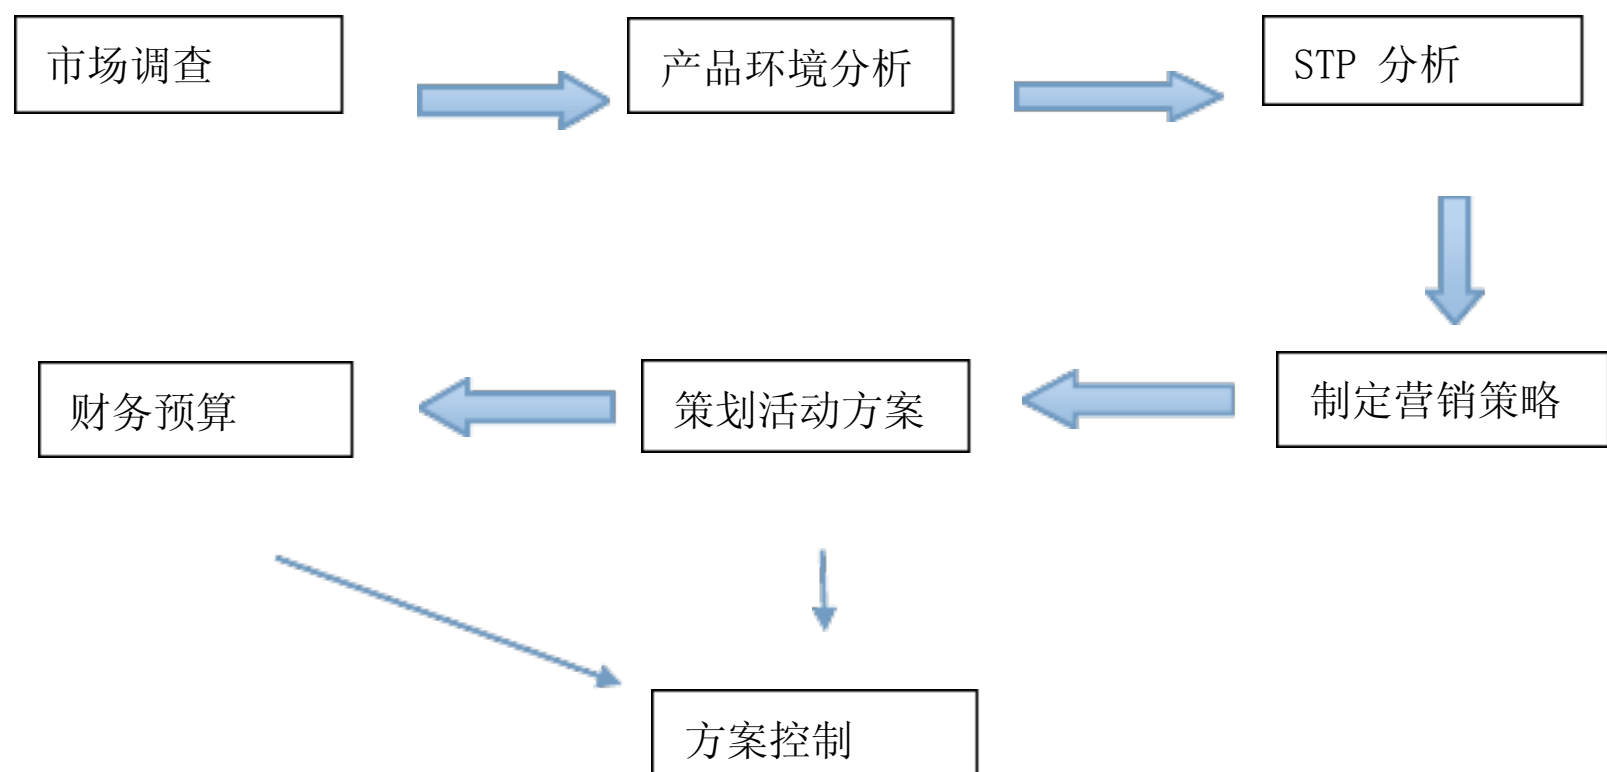 市场调查
产品环境分析
STP 分析
财务预算
策划活动方案
制定营销策略
方案控制